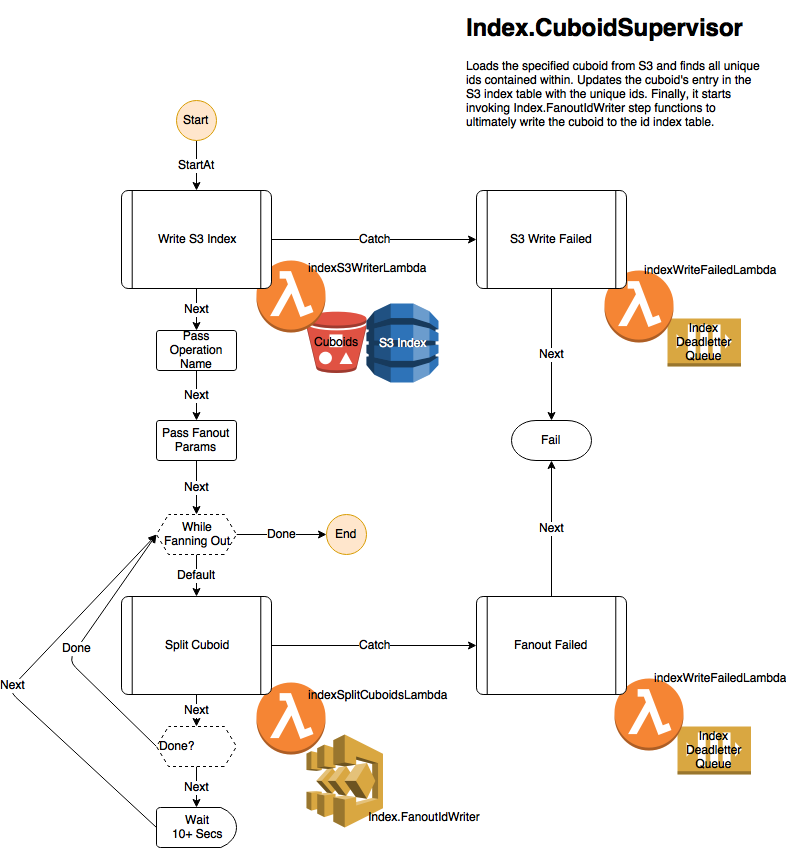 Index.CuboidSupervisor
Loads the specified cuboid from S3 and finds all unique
ids contained within. Updates the cuboid's entry in the
S3 index table with the unique ids. Finally, it starts
invoking Index.FanoutIdWriter step functions to
ultimately write the cuboid to the id index table.
Start
StartAt
Write S3 Index
Catch
S3 Write Failed
indexS3WriterLambda
indexWriteFailedLambda
Next
Pass
Operation
Name
Cuboids
S3 Index
Index
Deadletter
Queue
Next
Next
Pass Fanout
Params
Fail
Next
While
Fanning Out
Done
End
Next
Default
Split Cuboid
Catch
Fanout Failed
Done
Next
indexSplitCuboidsLambda
indexWriteFailedLambda
Next
Done?
Index
Deadletter
Queue
Next
Wait
10+ Secs
Index.FanoutIdWriter